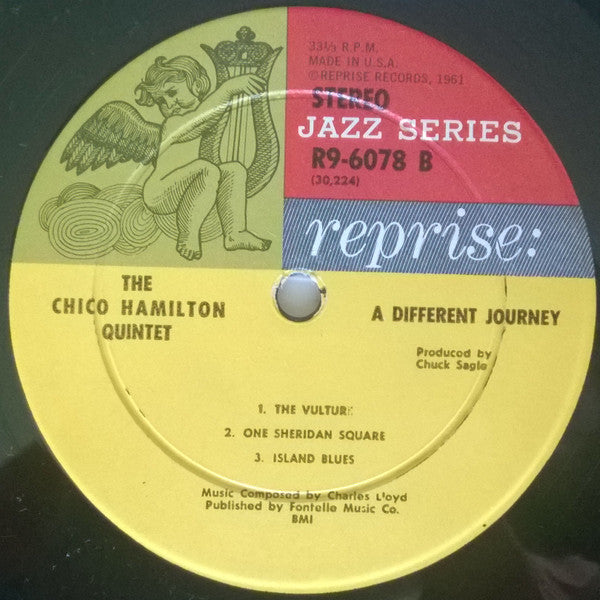 33⅓ R.P.M.
MADE IN U.S.A.
©REPRISE RECORDS, 1961
STEREO
JAZZ SERIES
R9-6078 B
(30,224)
reprise:
THE
CHICO HAMILTON
QUINTET
A DIFFERENT JOURNEY
Produced by
Chuck Sagle
1. THE VULTURE
2. ONE SHERIDAN SQUARE
3. ISLAND BLUES
Music Composed by Charles Lloyd
Published by Fontelle Music Co.
BMI